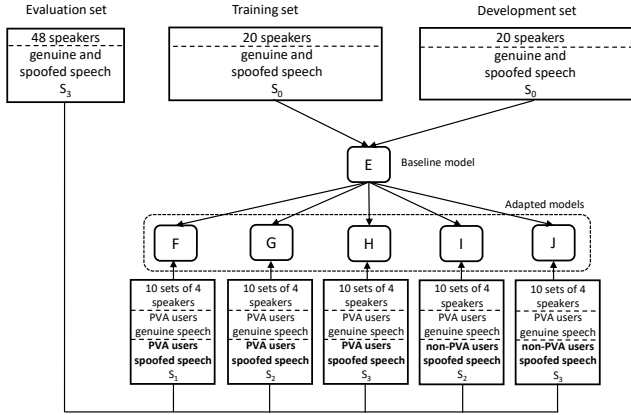 Evaluation set
Training set
Development set
48 speakers
genuine and
spoofed speech
S₃
20 speakers
genuine and
spoofed speech
S₀
20 speakers
genuine and
spoofed speech
S₀
E
Baseline model
Adapted models
F
G
H
I
J
10 sets of 4
speakers
PVA users
genuine speech
PVA users
spoofed speech
S₁
10 sets of 4
speakers
PVA users
genuine speech
PVA users
spoofed speech
S₂
10 sets of 4
speakers
PVA users
genuine speech
PVA users
spoofed speech
S₃
10 sets of 4
speakers
PVA users
genuine speech
non-PVA users
spoofed speech
S₂
10 sets of 4
speakers
PVA users
genuine speech
non-PVA users
spoofed speech
S₃